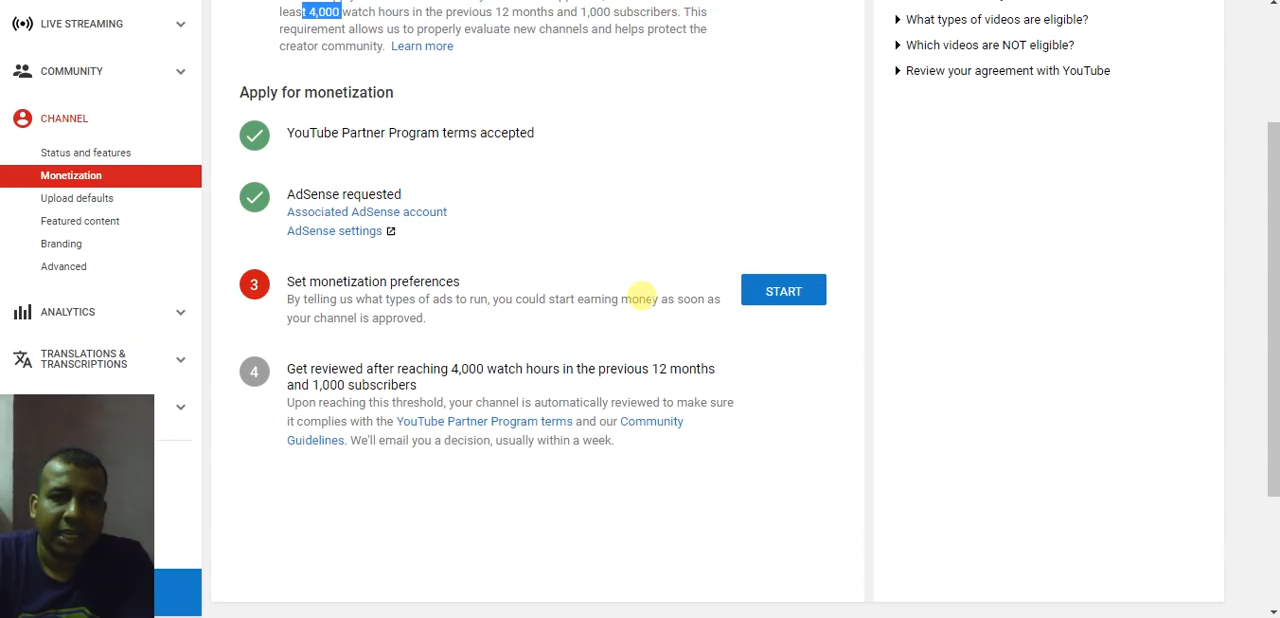 LIVE STREAMING
COMMUNITY
CHANNEL
Status and features
Monetization
Upload defaults
Featured content
Branding
Advanced
ANALYTICS
TRANSLATIONS &
TRANSCRIPTIONS
least 4,000 watch hours in the previous 12 months and 1,000 subscribers. This
requirement allows us to properly evaluate new channels and helps protect the
creator community. Learn more
Apply for monetization
YouTube Partner Program terms accepted
AdSense requested
Associated AdSense account
AdSense settings
3
Set monetization preferences
By telling us what types of ads to run, you could start earning money as soon as
your channel is approved.
START
4
Get reviewed after reaching 4,000 watch hours in the previous 12 months
and 1,000 subscribers
Upon reaching this threshold, your channel is automatically reviewed to make sure
it complies with the YouTube Partner Program terms and our Community
Guidelines. We'll email you a decision, usually within a week.
What types of videos are eligible?
Which videos are NOT eligible?
Review your agreement with YouTube